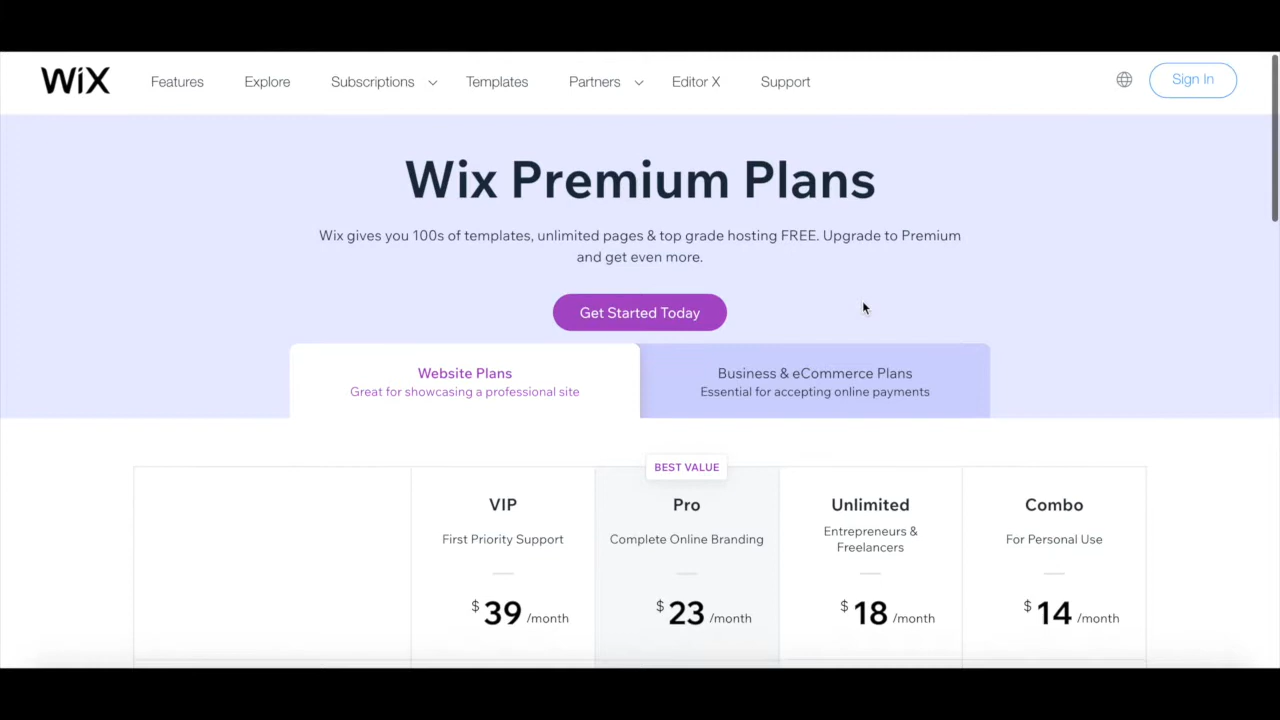 WiX
Features
Explore
Subscriptions
Templates
Partners
Editor X
Support
Sign In
Wix Premium Plans
Wix gives you 100s of templates, unlimited pages & top grade hosting FREE. Upgrade to Premium
and get even more.
Get Started Today
Website Plans
Great for showcasing a professional site
Business & eCommerce Plans
Essential for accepting online payments
BEST VALUE
VIP
First Priority Support
$ 39 /month
Pro
Complete Online Branding
$ 23 /month
Unlimited
Entrepreneurs &
Freelancers
$ 18 /month
Combo
For Personal Use
$ 14 /month